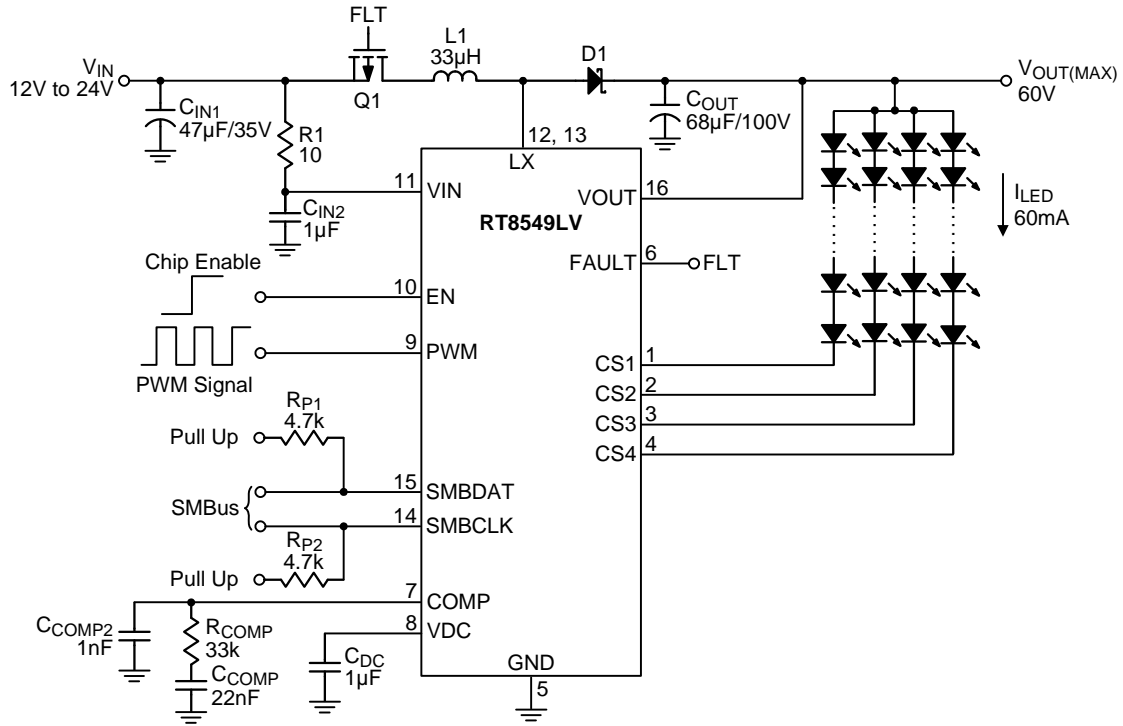 FLT
L1
33µH
D1
VIN
12V to 24V
Q1
VOUT(MAX)
60V
CIN1
47µF/35V
COUT
68µF/100V
R1
10
12, 13
LX
11 VIN
VOUT 16
CIN2
1µF
RT8549LV
ILED
60mA
FAULT 6 FLT
Chip Enable
10 EN
9 PWM
PWM Signal
CS1 1
CS2 2
CS3 3
CS4 4
RP1
4.7k
Pull Up
15 SMBDAT
SMBus
14 SMBCLK
RP2
4.7k
Pull Up
7 COMP
8 VDC
CCOMP2
1nF
RCOMP
33k
CCOMP
22nF
CDC
1µF
GND
5